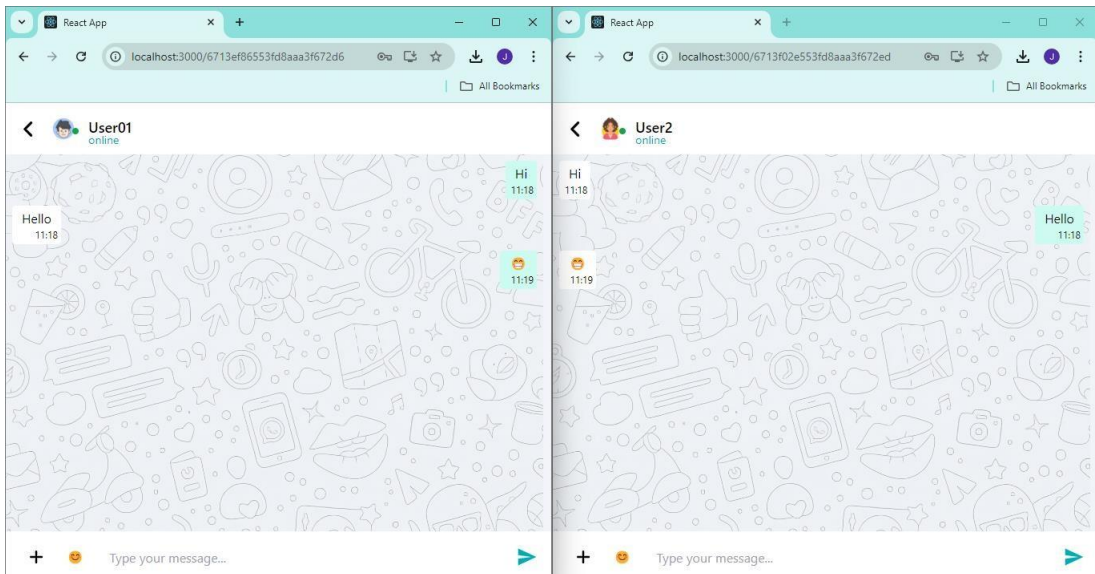 React App
localhost:3000/6713ef86553fd8aaa3f672d6
All Bookmarks
User01
online
Hi
11:18
Hello
11:18
😁
11:19
Type your message...
React App
localhost:3000/6713f02e553fd8aaa3f672ed
J
All Bookmarks
User2
online
Hi
11:18
Hello
11:18
😁
11:19
Type your message...